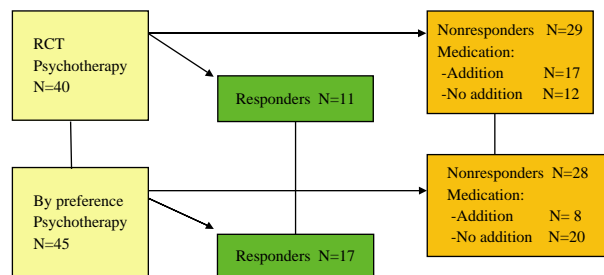 RCT
Psychotherapy
N=40
Responders N=11
Nonresponders N=29
Medication:
-Addition N=17
-No addition N=12
By preference
Psychotherapy
N=45
Responders N=17
Nonresponders N=28
Medication:
-Addition N= 8
-No addition N=20